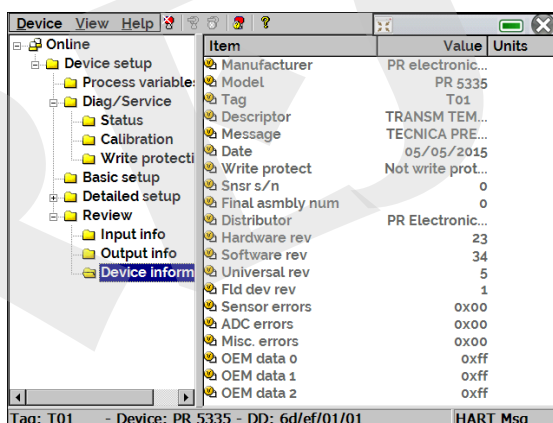 Device View Help
Online
Device setup
Process variable
Diag/Service
Status
Calibration
Write protecti
Basic setup
Detailed setup
Review
Input info
Output info
Device inform
Item Value Units
Manufacturer PR electronic...
Model PR 5335
Tag T01
Descriptor TRANSM TEM...
Message TECNICA PRE...
Date 05/05/2015
Write protect Not write prot...
Snsr s/n 0
Final asmbly num 0
Distributor PR Electronic...
Hardware rev 23
Software rev 34
Universal rev 5
Fld dev rev 1
Sensor errors 0x00
ADC errors 0x00
Misc. errors 0x00
OEM data 0 0xff
OEM data 1 0xff
OEM data 2 0xff
Tag: T01 - Device: PR 5335 - DD: 6d/ef/01/01 HART Msg